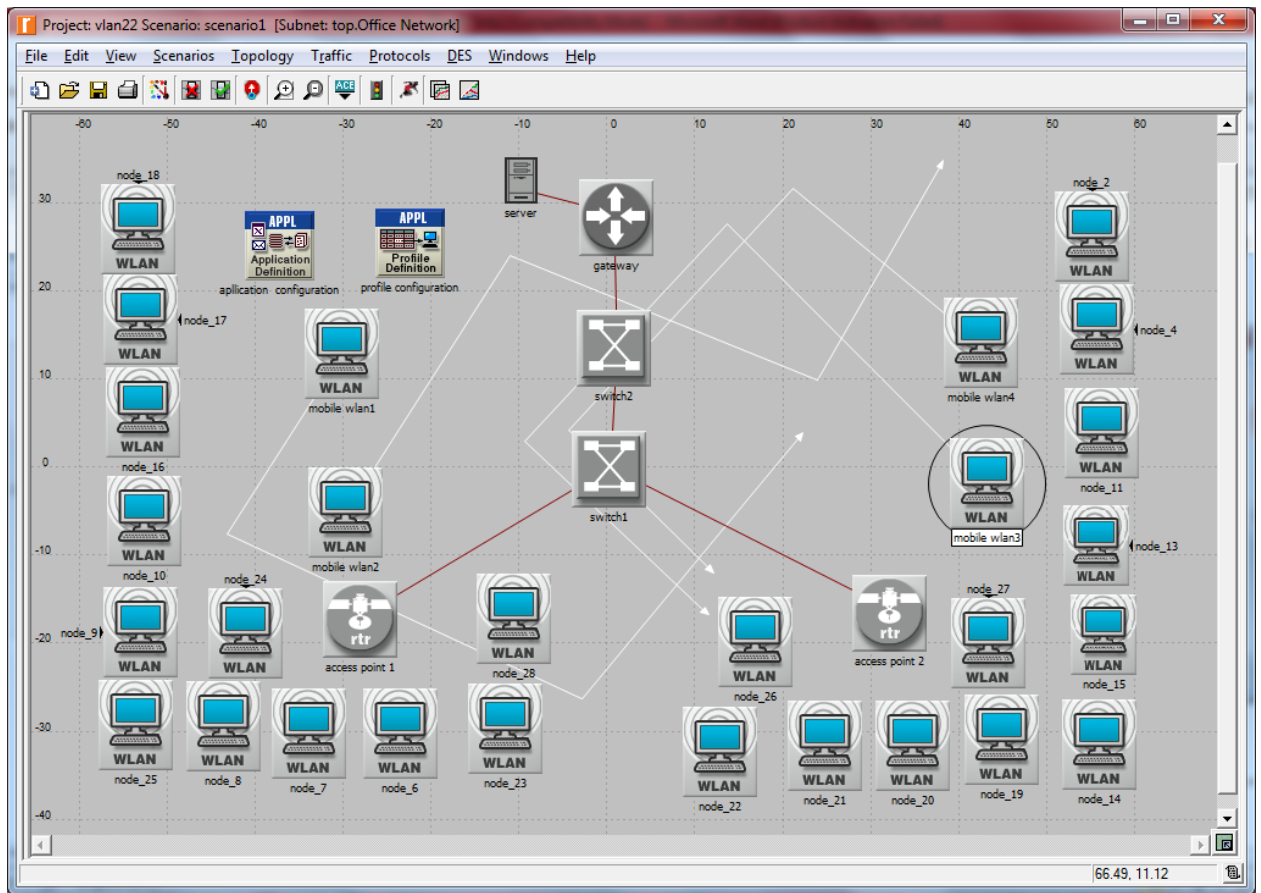 Project: vlan22 Scenario: scenario1 [Subnet: top.Office Network]
File Edit View Scenarios Topology Traffic Protocols DES Windows Help
ACE
-60 -50 -40 -30 -20 -10 0 10 20 30 40 50 60
30
20
10
0
-10
-20
-30
-40
node_18
WLAN
APPL
Application
Definition
apllication configuration
APPL
Profile
Definition
profile configuration
server
gateway
node_2
WLAN
node_17
WLAN
WLAN
mobile wlan1
switch2
WLAN
mobile wlan4
node_4
WLAN
WLAN
node_16
WLAN
mobile wlan2
switch1
WLAN
mobile wlan3
WLAN
node_11
WLAN
node_10
node_13
WLAN
node_9
WLAN
node_24
WLAN
rtr
access point 1
WLAN
node_28
WLAN
node_26
rtr
access point 2
node_27
WLAN
WLAN
node_15
WLAN
node_25
WLAN
node_8
WLAN
node_7
WLAN
node_6
WLAN
node_23
WLAN
node_22
WLAN
node_21
WLAN
node_20
WLAN
node_19
WLAN
node_14
66.49, 11.12